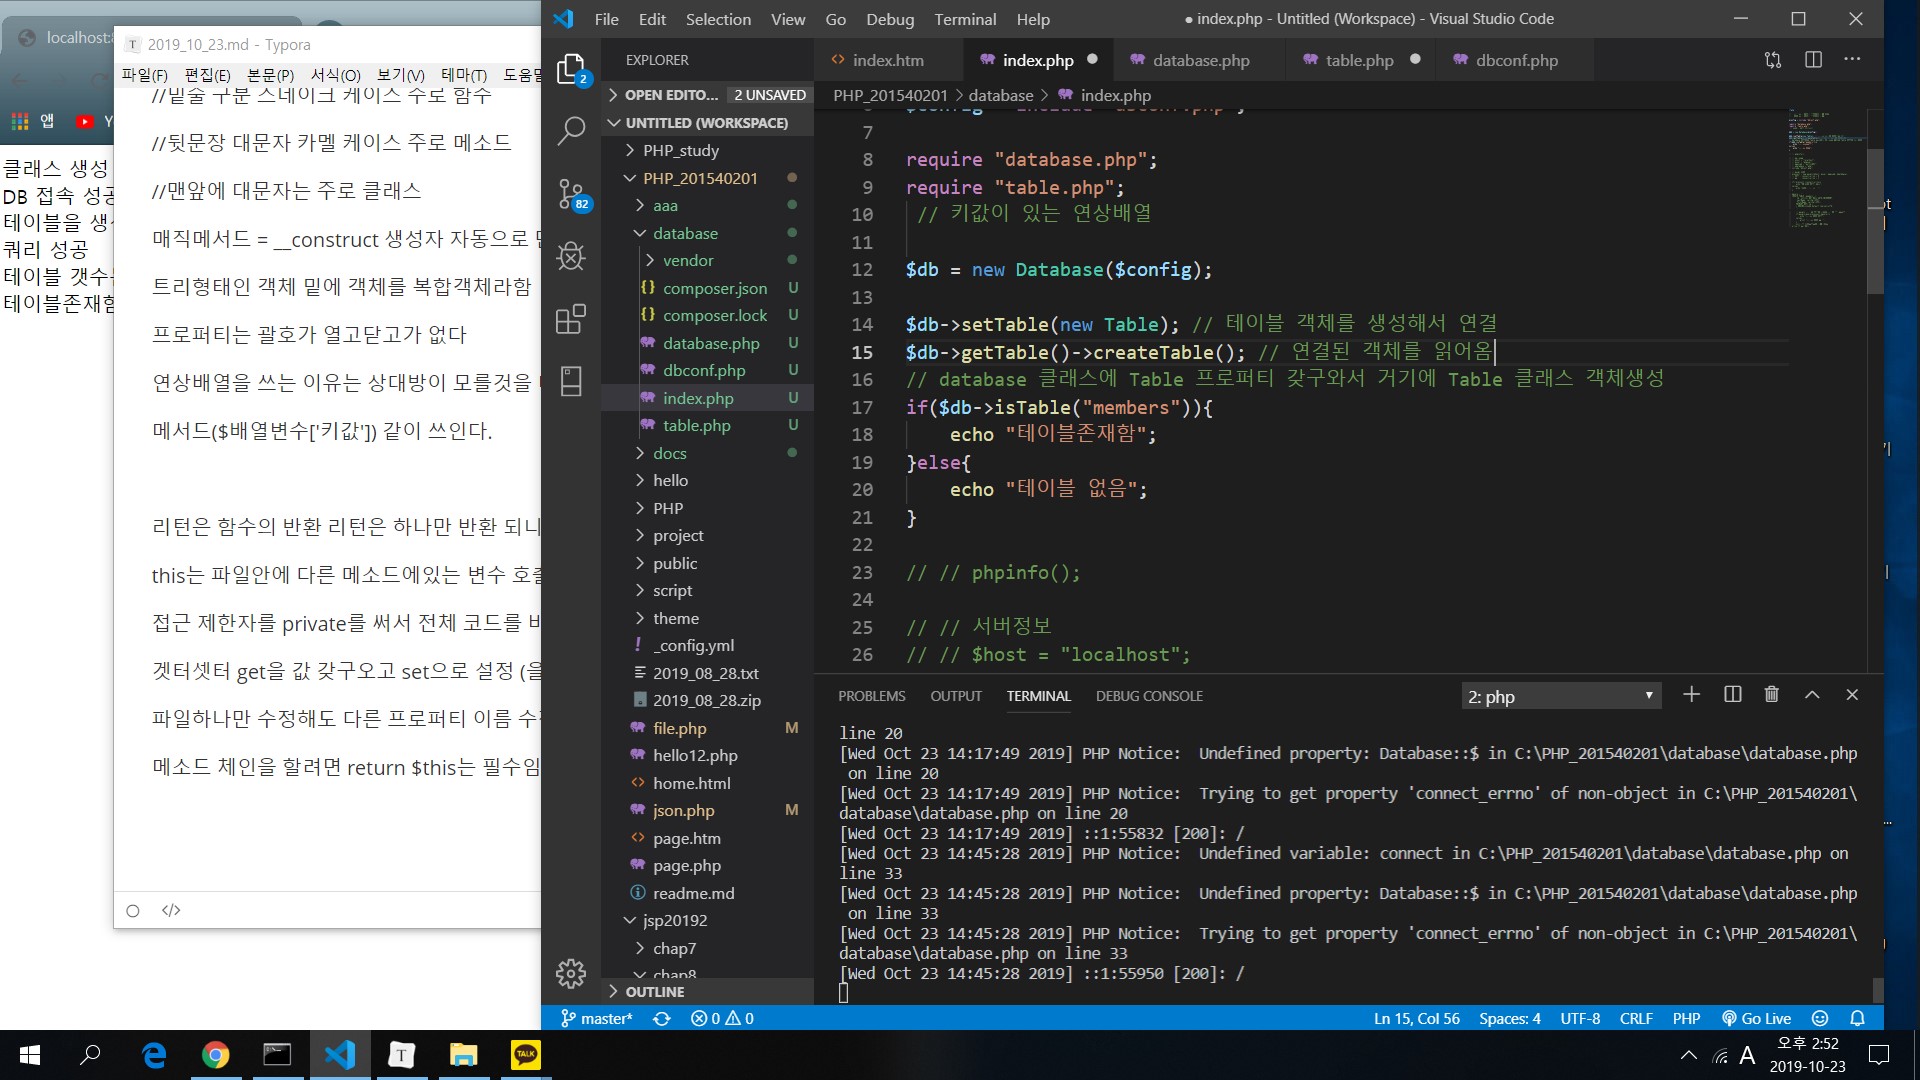 localhost:8
앱
클래스 생성
DB 접속 성공
쿼리 성공
테이블존재함
2019_10_23.md - Typora
파일(F) 편집(E) 본문(P) 서식(O) 보기(V) 테마(T) 도움말
//밑줄 구분 스네이크 케이스 주로 함수
//뒷문장 대문자 카멜 케이스 주로 메소드
//맨앞에 대문자는 주로 클래스
매직메서드 = __construct 생성자 자동으로
트리형태인 객체 밑에 객체를 복합객체라함
프로퍼티는 괄호가 열고닫고가 없다
연상배열을 쓰는 이유는 상대방이 모를것을
메서드($배열변수['키값']) 같이 쓰인다.
리턴은 함수의 반환 리턴은 하나만 반환 되니
this는 파일안에 다른 메소드에있는 변수 호출
접근 제한자를 private를 써서 전체 코드를
겟터셋터 get을 값 갖구오고 set으로 설정 (을
파일하나만 수정해도 다른 프로퍼티 이름
메소드 체인을 할려면 return $this는 필수임
</>
File Edit Selection View Go Debug Terminal Help
● index.php - Untitled (Workspace) - Visual Studio Code
2
82
EXPLORER
OPEN EDITO... 2 UNSAVED
UNTITLED (WORKSPACE)
PHP_study
PHP_201540201
aaa
database
vendor
composer.json U
composer.lock U
database.php U
dbconf.php U
index.php U
table.php U
docs
hello
PHP
project
public
script
theme
_config.yml
2019_08_28.txt
2019_08_28.zip
file.php M
hello12.php
home.html
json.php M
page.htm
page.php
readme.md
jsp20192
chap7
chap8
OUTLINE
index.htm index.php database.php table.php dbconf.php
PHP_201540201 > database > index.php
7
8 require "database.php";
9 require "table.php";
10 // 키값이 있는 연상배열
11
12 $db = new Database($config);
13
14 $db->setTable(new Table); // 테이블 객체를 생성해서 연결
15 $db->getTable()->createTable(); // 연결된 객체를 읽어옴
16 // database 클래스에 Table 프로퍼티 갖구와서 거기에 Table 클래스 객체생성
17 if($db->isTable("members")){
18 echo "테이블존재함";
19 }else{
20 echo "테이블 없음";
21 }
22
23 // // phpinfo();
24
25 // // 서버정보
26 // // $host = "localhost";
PROBLEMS OUTPUT TERMINAL DEBUG CONSOLE 2: php
line 20
[Wed Oct 23 14:17:49 2019] PHP Notice:  Undefined property: Database::$ in C:\PHP_201540201\database\database.php
on line 20
[Wed Oct 23 14:17:49 2019] PHP Notice:  Trying to get property 'connect_errno' of non-object in C:\PHP_201540201\
database\database.php on line 20
[Wed Oct 23 14:17:49 2019] ::1:55832 [200]: /
[Wed Oct 23 14:45:28 2019] PHP Notice:  Undefined variable: connect in C:\PHP_201540201\database\database.php on
line 33
[Wed Oct 23 14:45:28 2019] PHP Notice:  Undefined property: Database::$ in C:\PHP_201540201\database\database.php
on line 33
[Wed Oct 23 14:45:28 2019] PHP Notice:  Trying to get property 'connect_errno' of non-object in C:\PHP_201540201\
database\database.php on line 33
[Wed Oct 23 14:45:28 2019] ::1:55950 [200]: /
master* 0 0 Ln 15, Col 56 Spaces: 4 UTF-8 CRLF PHP Go Live
T
TALK
A
오후 2:52
2019-10-23